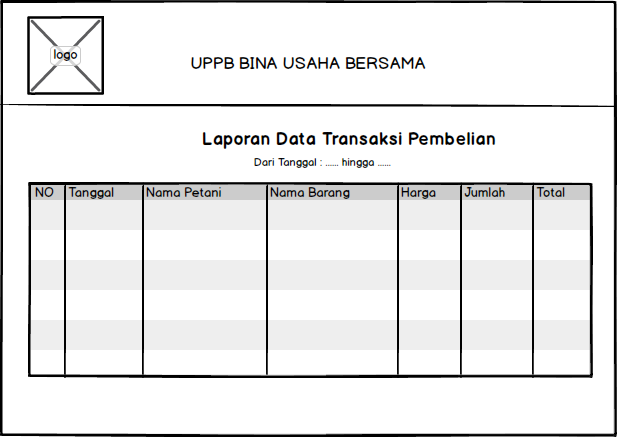 logo
UPPB BINA USAHA BERSAMA
Laporan Data Transaksi Pembelian
Dari Tanggal : ...... hingga ......
NO Tanggal Nama Petani Nama Barang Harga Jumlah Total